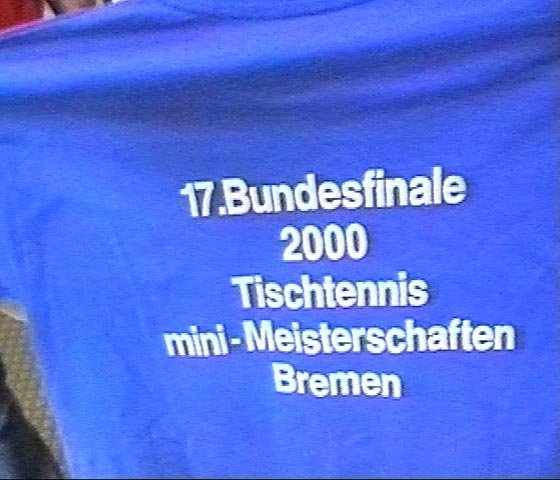 17.Bundesfinale
2000
Tischtennis
mini-Meisterschaften
Bremen